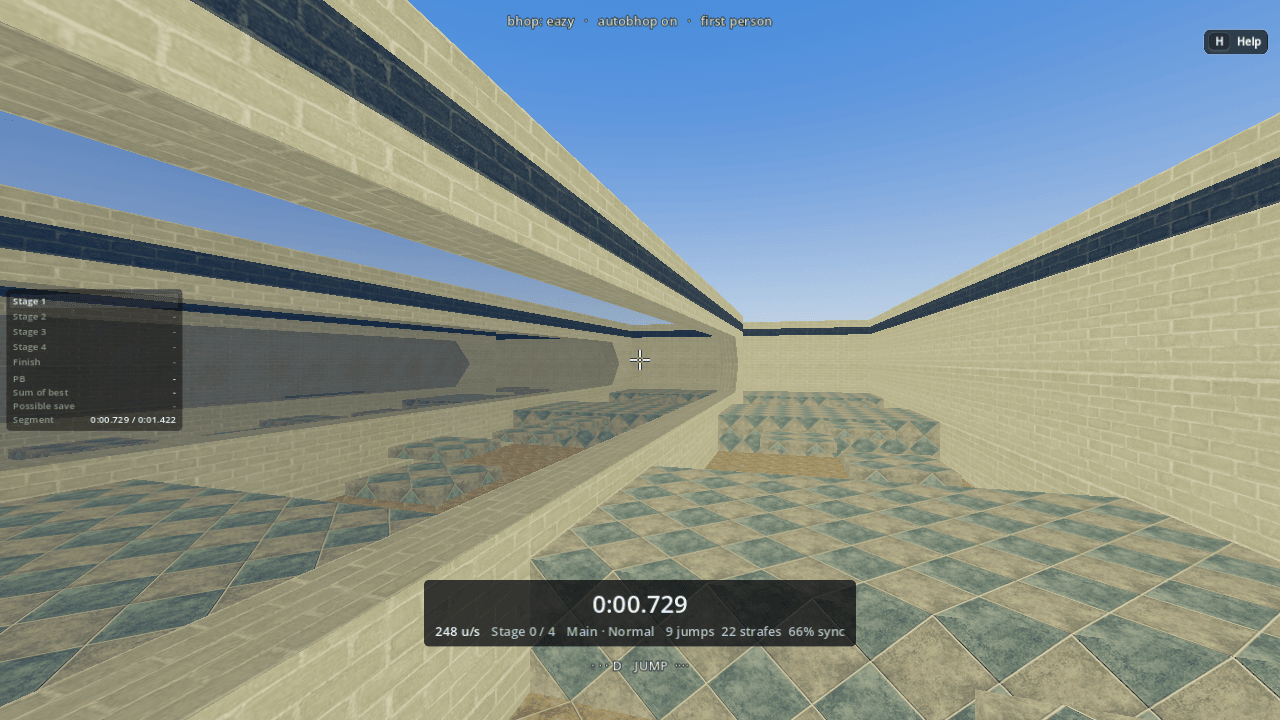 bhop: eazy · autobhop on · first person
H Help
Stage 1
Stage 2 -
Stage 3 -
Stage 4 -
Finish -
PB -
Sum of best -
Possible save -
Segment 0:00.729 / 0:01.422
0:00.729
248 u/s Stage 0 / 4 Main · Normal 9 jumps 22 strafes 66% sync
· · · D JUMP ····